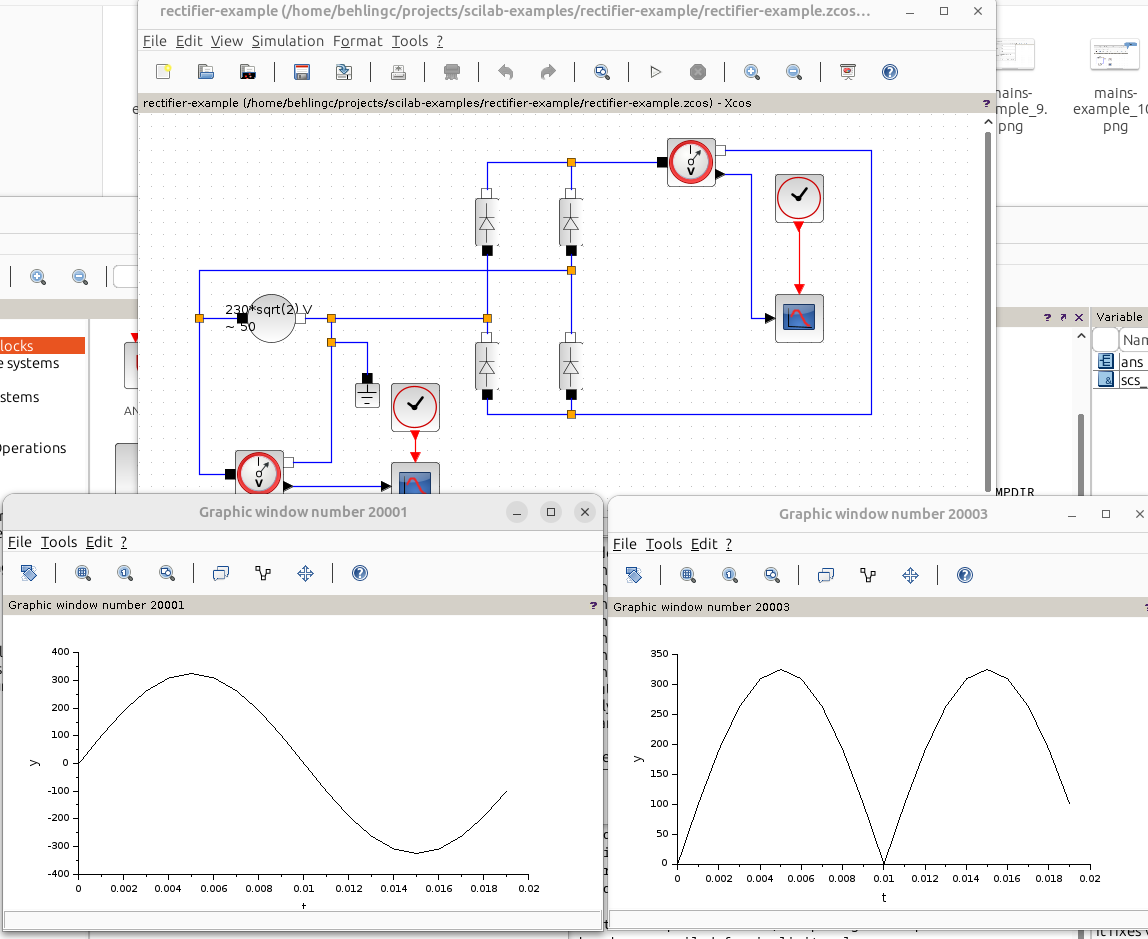 rectifier-example (/home/behlingc/projects/scilab-examples/rectifier-example/rectifier-example.zcos...
File Edit View Simulation Format Tools ?
rectifier-example (/home/behlingc/projects/scilab-examples/rectifier-example/rectifier-example.zcos) - Xcos ?
mple_9.
png
mains-
example_10
png
230*sqrt(2) V
~ 50
locks
systems
stems
Operations
AN
? 
Variable
Nam
ans
scs_
MPDIR
Graphic window number 20001
File Tools Edit ?
Graphic window number 20001 ?
400
300
200
100
0
-100
-200
-300
-400
y
0 0.002 0.004 0.006 0.008 0.01 0.012 0.014 0.016 0.018 0.02
t
Graphic window number 20003
File Tools Edit ?
Graphic window number 20003 ?
350
300
250
200
150
100
50
0
y
0 0.002 0.004 0.006 0.008 0.01 0.012 0.014 0.016 0.018 0.02
t
it fixes